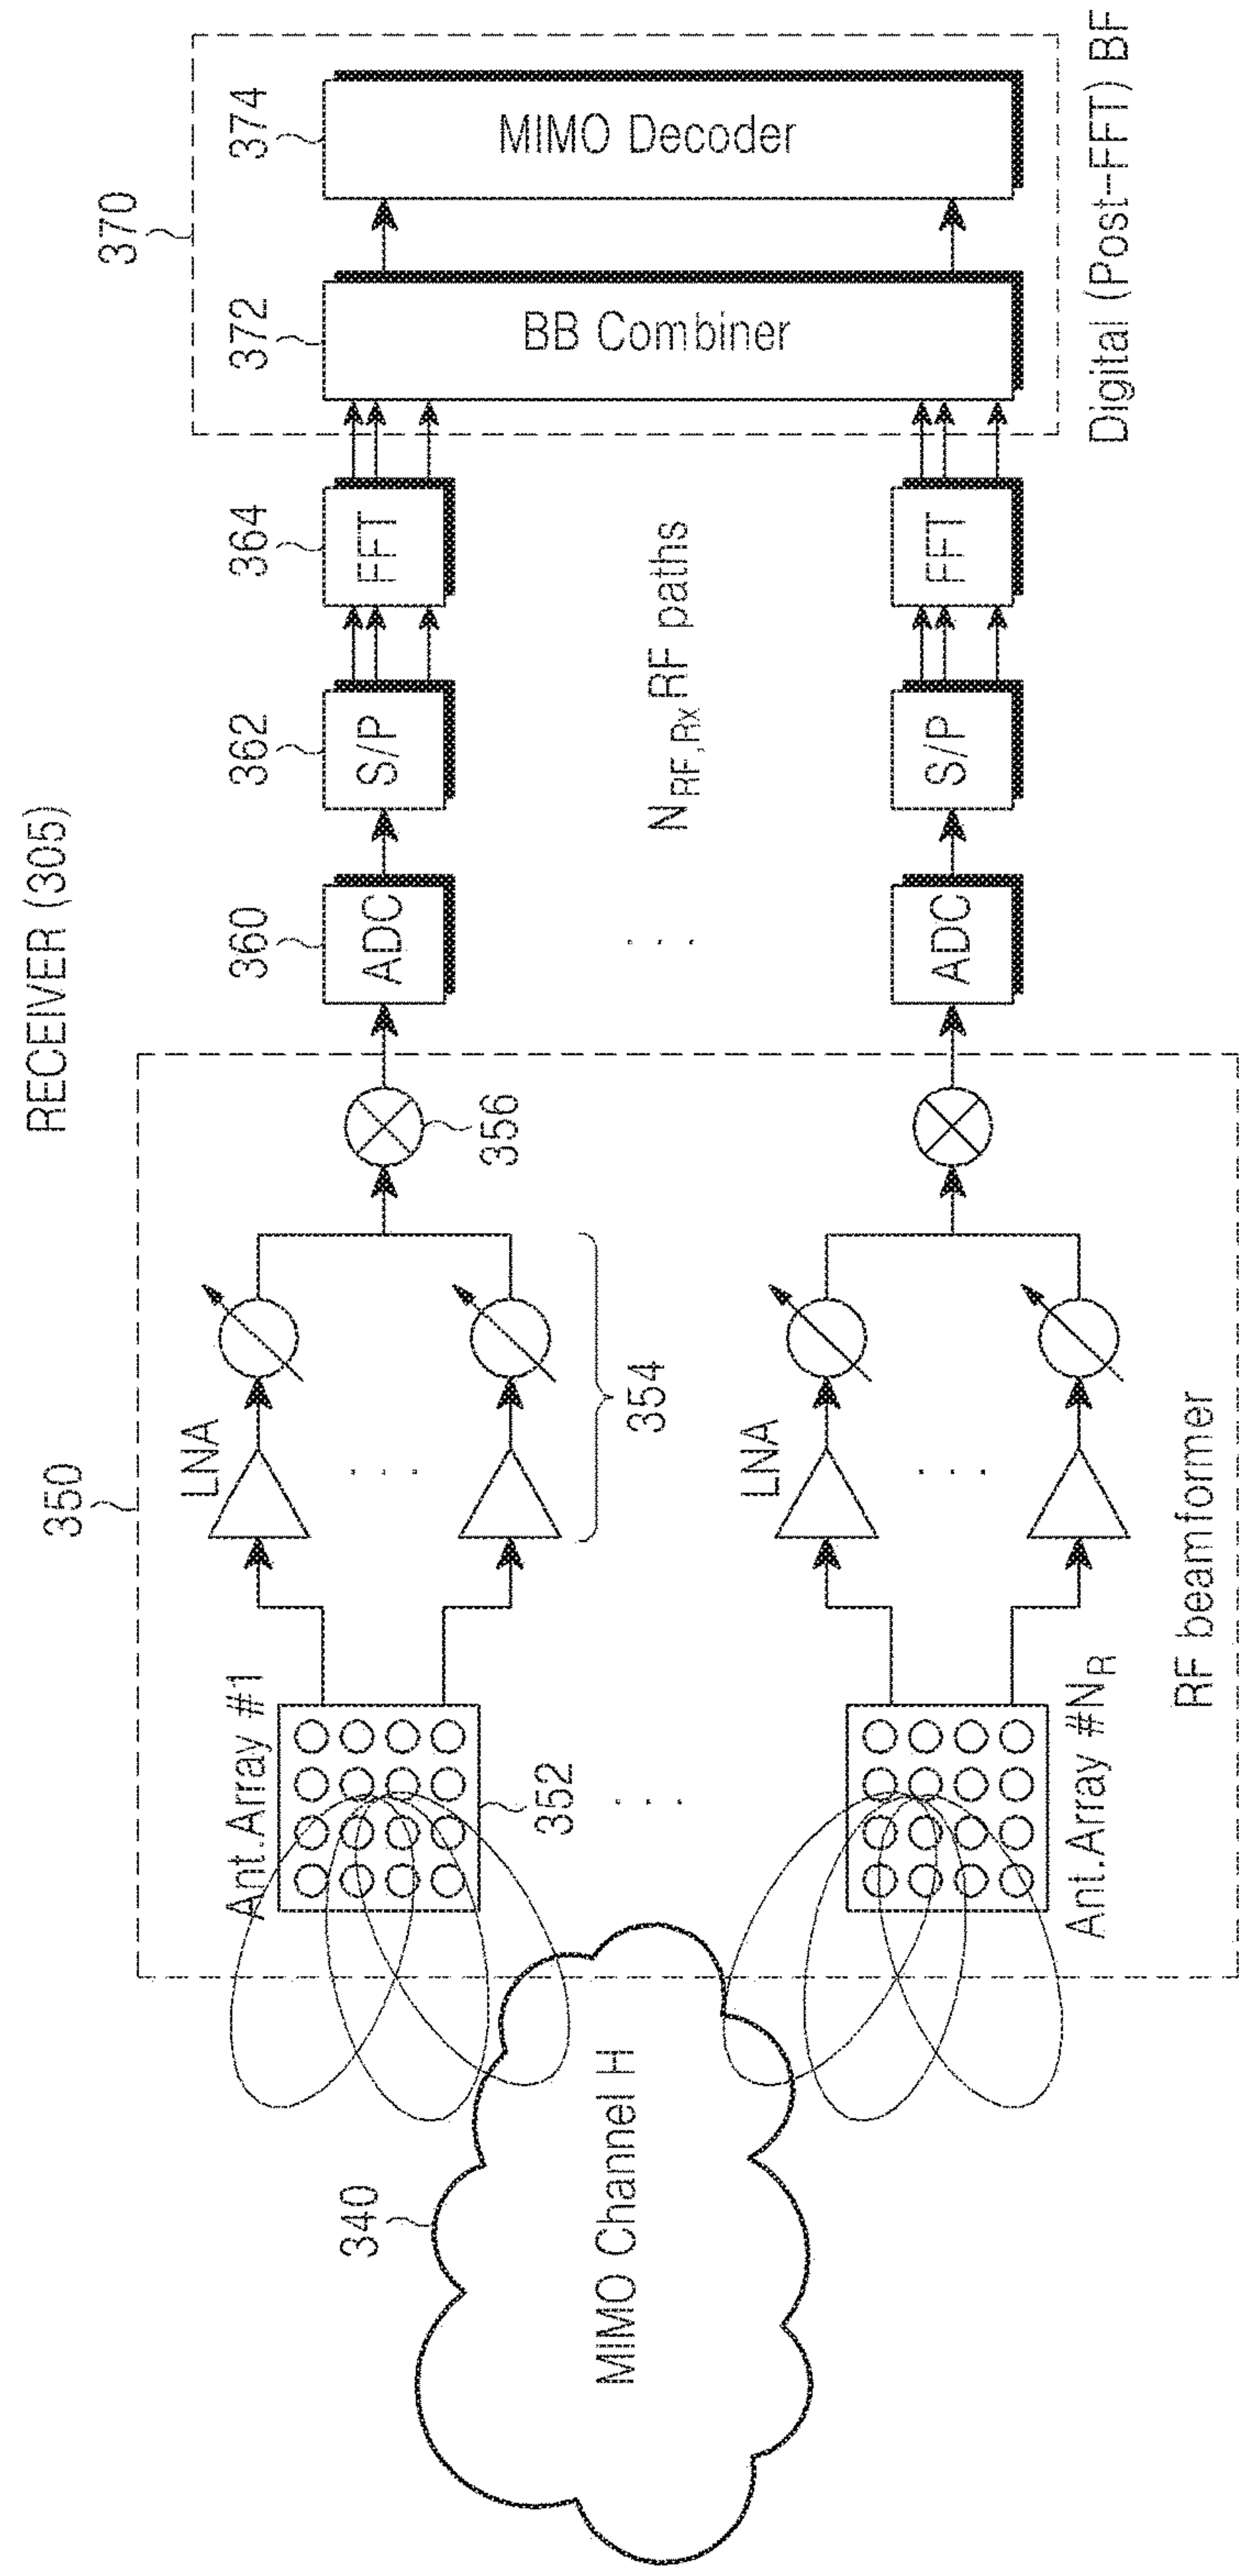 RECEIVER (305)
350
370
360
362
364
372
374
Ant.Array #1
LNA
ADC
S/P
FFT
BB Combiner
MIMO Decoder
340
352
354
356
MIMO Channel H
. . .
. . .
. . .
N_RF,Rx RF paths
LNA
. . .
ADC
S/P
FFT
Ant.Array #N_R
RF beamformer
Digital (Post-FFT) BF